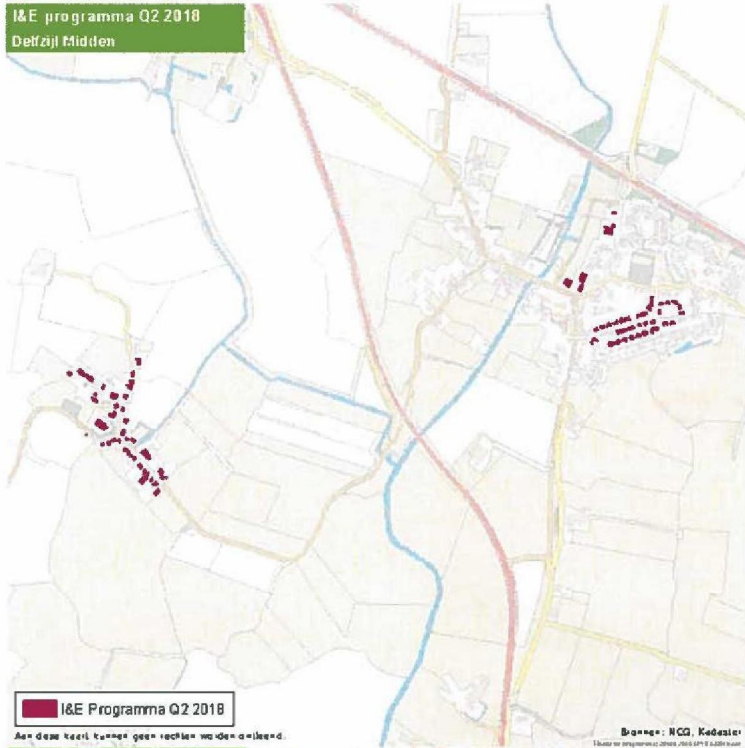 I&E programma Q2 2018
Delfzijl Midden
I&E Programma Q2 2018
Aan deze kaart kunnen geen rechten worden ontleend.
Bronnen: NCG, Kadaster